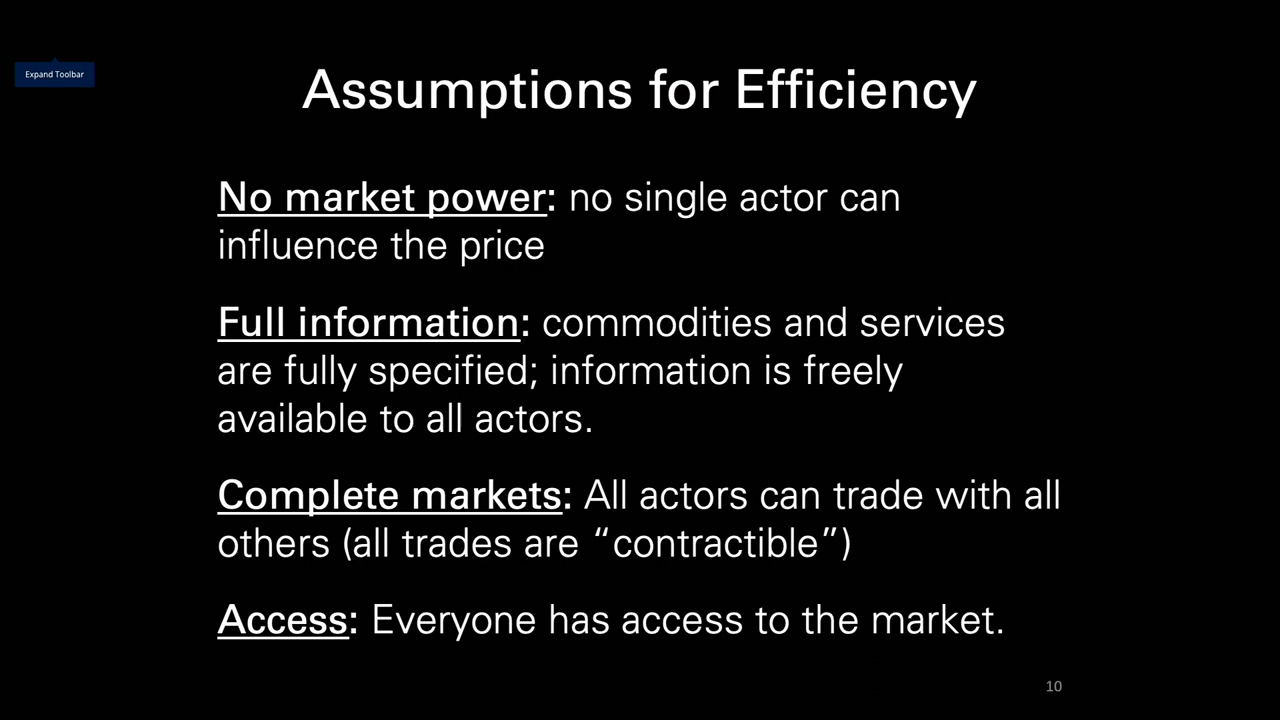 Expand Toolbar
Assumptions for Efficiency
No market power: no single actor can
influence the price
Full information: commodities and services
are fully specified; information is freely
available to all actors.
Complete markets: All actors can trade with all
others (all trades are “contractible”)
Access: Everyone has access to the market.
10